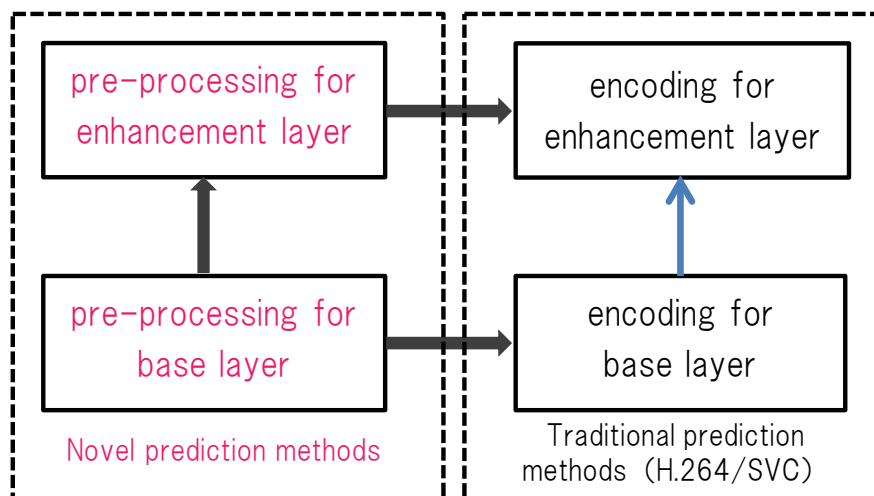 pre-processing for
enhancement layer
encoding for
enhancement layer
pre-processing for
base layer
encoding for
base layer
Novel prediction methods
Traditional prediction
methods (H.264/SVC)